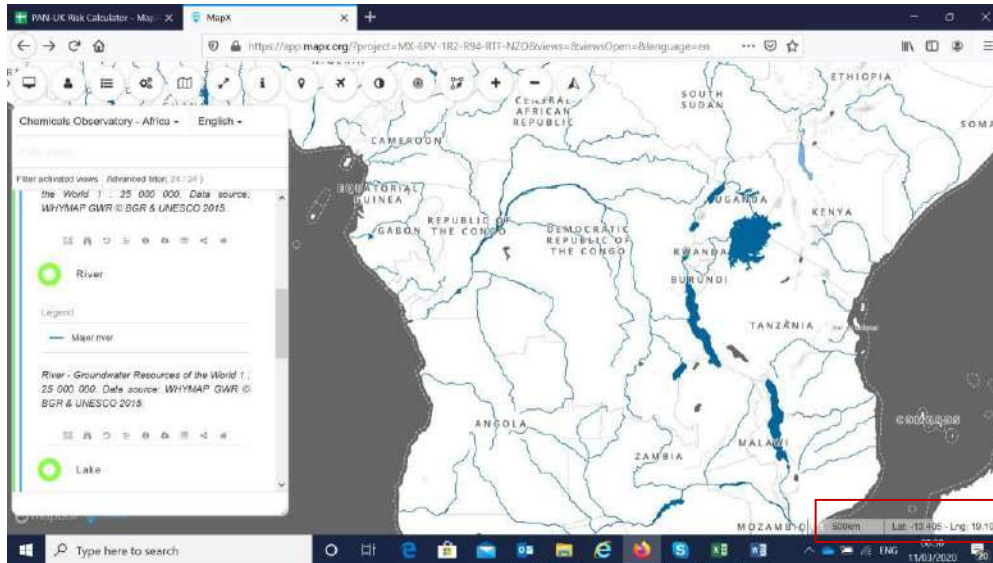 PAN-UK Risk Calculator - Map
MapX
https://app.mapx.org/?project=MX-6PV-1R2-R94-RTF-NZO&views=&viewsOpen=&language=en
Chemicals Observatory - Africa
English
Filter activated views
Advanced filter
the World 1 : 25 000 000. Data source:
WHYMAP GWR © BGR & UNESCO 2015.
River
Legend
Major river
River - Groundwater Resources of the World 1 :
25 000 000. Data source: WHYMAP GWR ©
BGR & UNESCO 2015.
Lake
ETHIOPIA
SOUTH
SUDAN
CENTRAL
AFRICAN
REPUBLIC
SOMA
CAMEROON
EQUATORIAL
GUINEA
UGANDA
KENYA
REPUBLIC OF
THE CONGO
GABON
DEMOCRATIC
REPUBLIC OF
THE CONGO
RWANDA
BURUNDI
TANZANIA
COMOROS
ANGOLA
MALAWI
ZAMBIA
MOZAMBIQ
500km
Lat: -13.405 - Lng: 19.10
Type here to search
ENG
11/03/2020
20